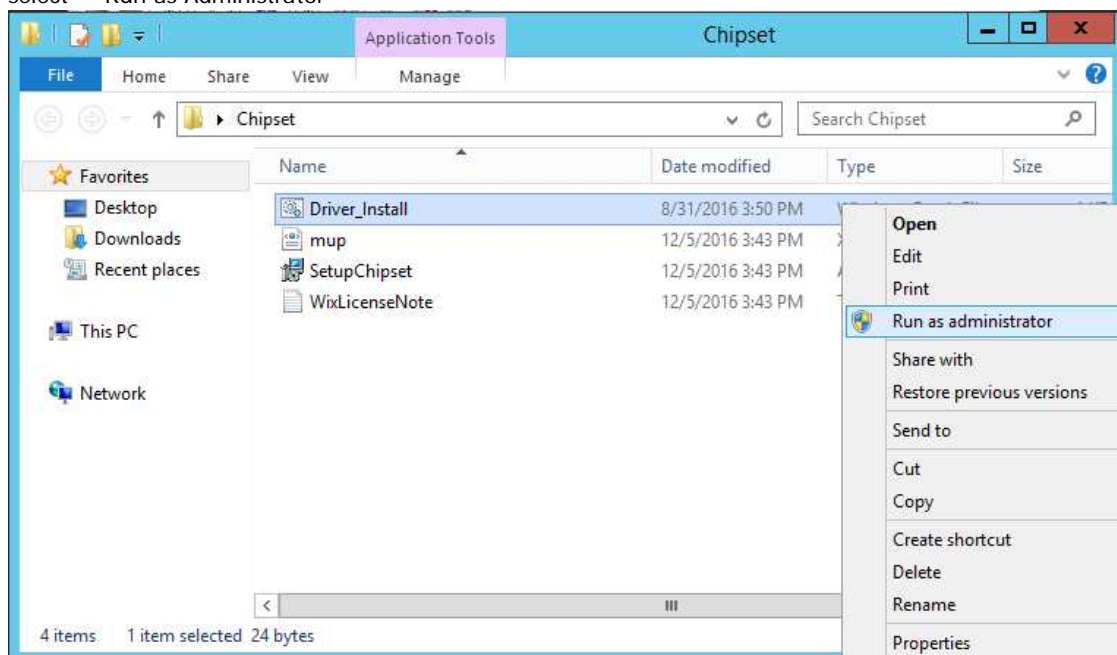 Run as Administrator
Application Tools
Chipset
File
Home
Share
View
Manage
Chipset
Search Chipset
Name
Date modified
Type
Size
Favorites
Desktop
Downloads
Recent places
This PC
Network
Driver_Install
8/31/2016 3:50 PM
mup
12/5/2016 3:43 PM
SetupChipset
12/5/2016 3:43 PM
WixLicenseNote
12/5/2016 3:43 PM
Open
Edit
Print
Run as administrator
Share with
Restore previous versions
Send to
Cut
Copy
Create shortcut
Delete
Rename
Properties
4 items 1 item selected 24 bytes